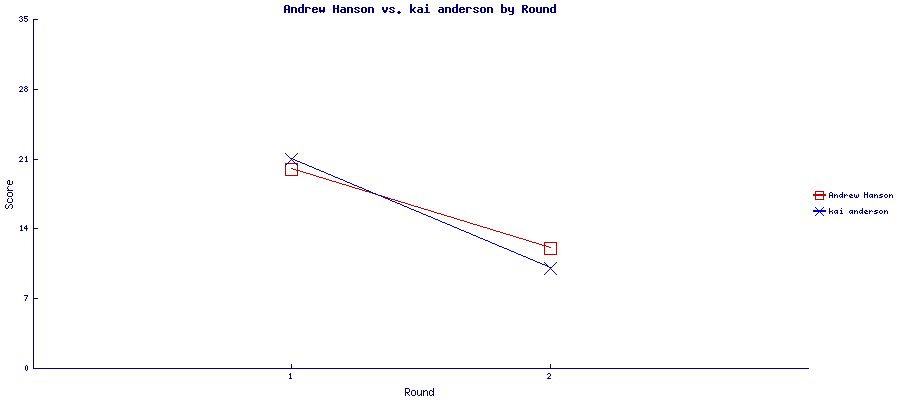 Andrew Hanson vs. kai anderson by Round
35
28
21
14
7
0
Score
1
2
Round
Andrew Hanson
kai anderson